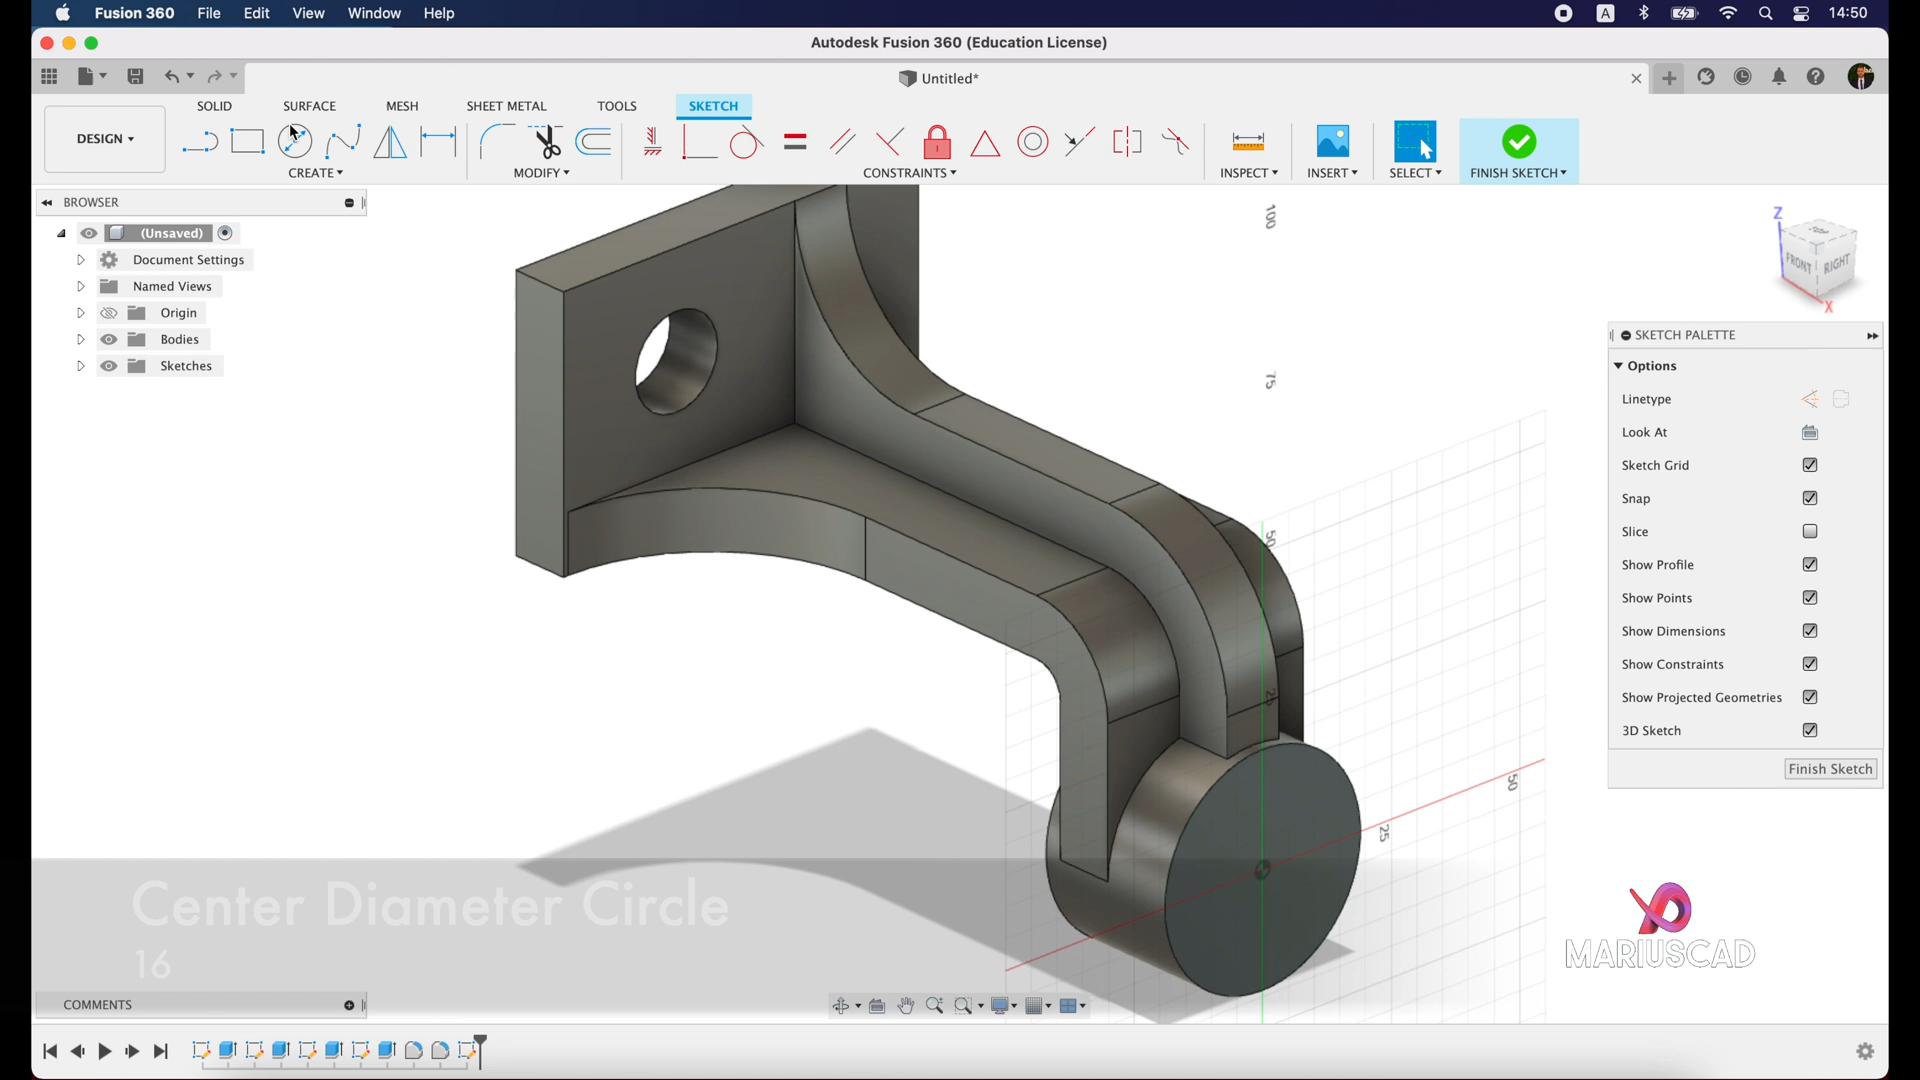 Fusion 360 File Edit View Window Help A 14:50
Autodesk Fusion 360 (Education License)
Untitled*
SOLID SURFACE MESH SHEET METAL TOOLS SKETCH
DESIGN
CREATE MODIFY CONSTRAINTS INSPECT INSERT SELECT FINISH SKETCH
BROWSER
(Unsaved)
Document Settings
Named Views
Origin
Bodies
Sketches
100
75
50
25
25
50
Z
TOP
FRONT RIGHT
X
SKETCH PALETTE
Options
Linetype
Look At
Sketch Grid
Snap
Slice
Show Profile
Show Points
Show Dimensions
Show Constraints
Show Projected Geometries
3D Sketch
Finish Sketch
Center Diameter Circle
16
MARIUSCAD
COMMENTS